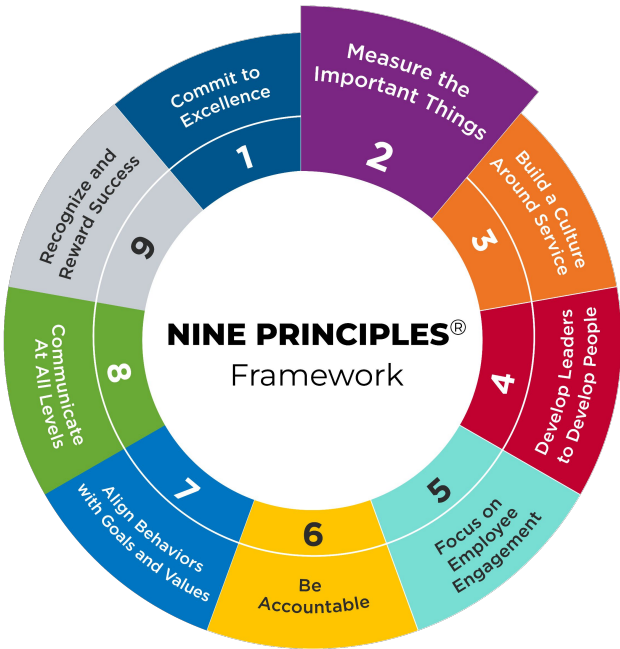 NINE PRINCIPLES®
Framework
Commit to
Excellence
1
Measure the
Important Things
2
Build a Culture
Around Service
3
Develop Leaders
to Develop People
4
Focus on
Employee
Engagement
5
Be
Accountable
6
Align Behaviors
with Goals and Values
7
Communicate
At All Levels
8
Recognize and
Reward Success
9